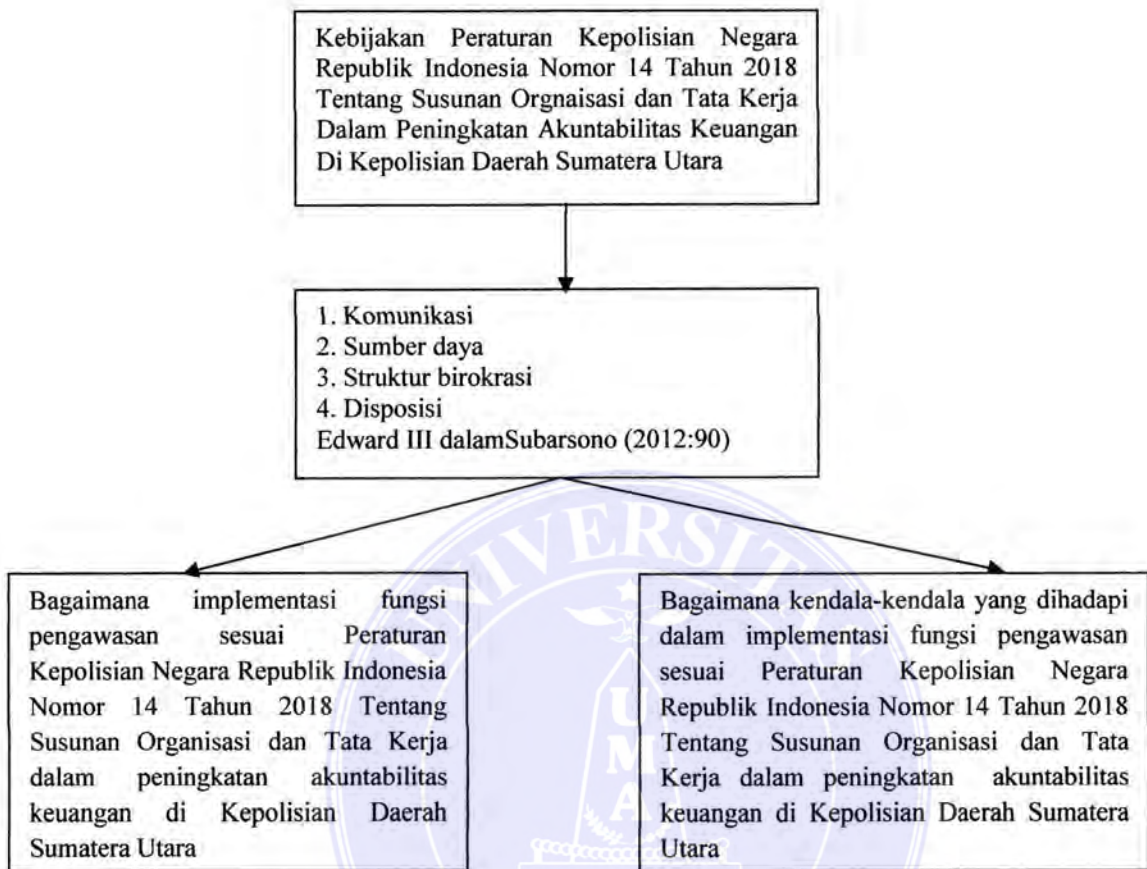 Kebijakan Peraturan Kepolisian Negara
Republik Indonesia Nomor 14 Tahun 2018
Tentang Susunan Orgnaisasi dan Tata Kerja
Dalam Peningkatan Akuntabilitas Keuangan
Di Kepolisian Daerah Sumatera Utara
1. Komunikasi
2. Sumber daya
3. Struktur birokrasi
4. Disposisi
Edward III dalamSubarsono (2012:90)
Bagaimana implementasi fungsi
pengawasan sesuai Peraturan
Kepolisian Negara Republik Indonesia
Nomor 14 Tahun 2018 Tentang
Susunan Organisasi dan Tata Kerja
dalam peningkatan akuntabilitas
keuangan di Kepolisian Daerah
Sumatera Utara
Bagaimana kendala-kendala yang dihadapi
dalam implementasi fungsi pengawasan
sesuai Peraturan Kepolisian Negara
Republik Indonesia Nomor 14 Tahun 2018
Tentang Susunan Organisasi dan Tata
Kerja dalam peningkatan akuntabilitas
keuangan di Kepolisian Daerah Sumatera
Utara
UNIVERSITAS
UMA